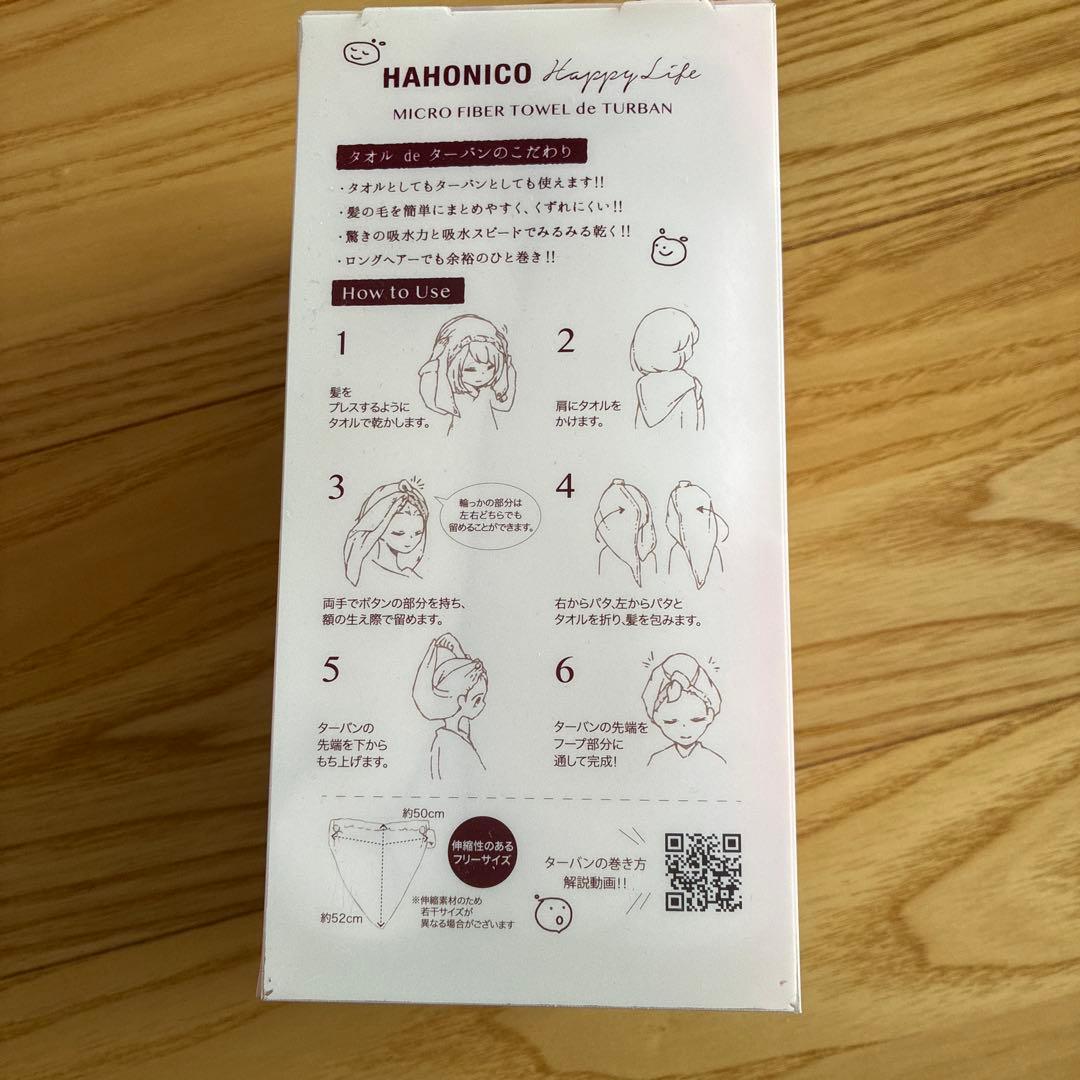 HAHONICO Happy Life
MICRO FIBER TOWEL de TURBAN
タオル de ターバンのこだわり
・タオルとしてもターバンとしても使えます!!
・髪の毛を簡単にまとめやすく、くずれにくい!!
・驚きの吸水力と吸水スピードでみるみる乾く!!
・ロングヘアーでも余裕のひと巻き!!
How to Use
1
髪を
プレスするように
タオルで乾かします。
2
肩にタオルを
かけます。
3
輪っかの部分は
左右どちらでも
留めることができます。
両手でボタンの部分を持ち、
額の生え際で留めます。
4
右からパタ、左からパタと
タオルを折り、髪を包みます。
5
ターバンの
先端を下から
もち上げます。
6
ターバンの先端を
フープ部分に
通して完成!
約50cm
約52cm
伸縮性のある
フリーサイズ
※伸縮素材のため
若干サイズが
異なる場合がございます
ターバンの巻き方
解説動画!!